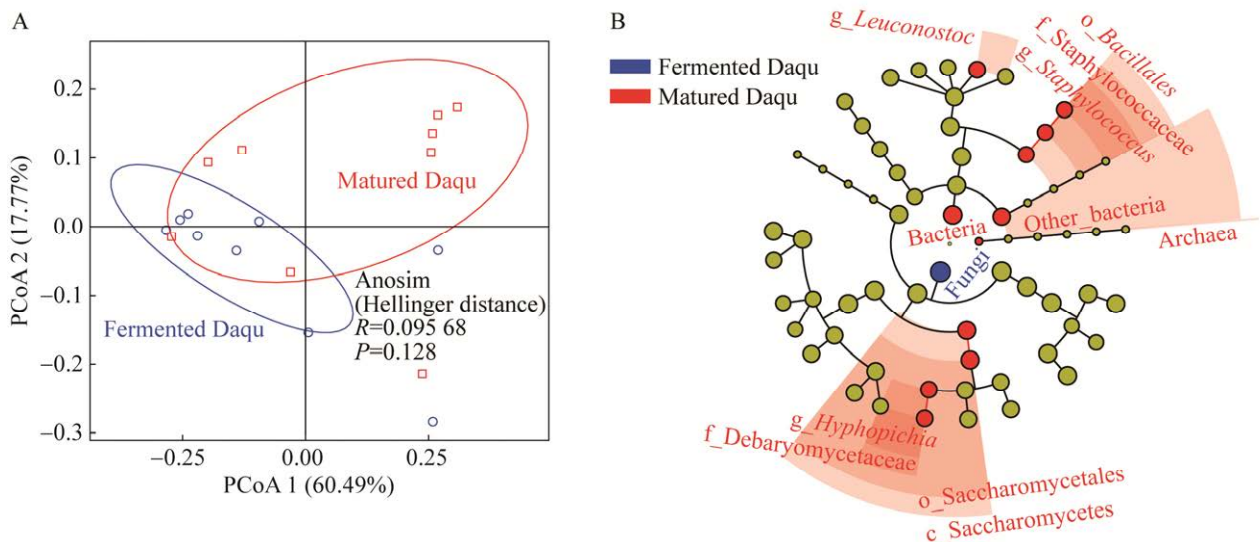 A
PCoA 2 (17.77%)
0.2
0.1
0.0
−0.1
−0.2
−0.3
−0.25
0.00
0.25
PCoA 1 (60.49%)
Matured Daqu
Fermented Daqu
Anosim
(Hellinger distance)
R=0.095 68
P=0.128
B
Fermented Daqu
Matured Daqu
g_Leuconostoc
o_Bacillales
f_Staphylococcaceae
g_Staphylococcus
Bacteria
Other_bacteria
Archaea
Fungi
g_Hyphopichia
f_Debaryomycetaceae
o_Saccharomycetales
c_Saccharomycetes